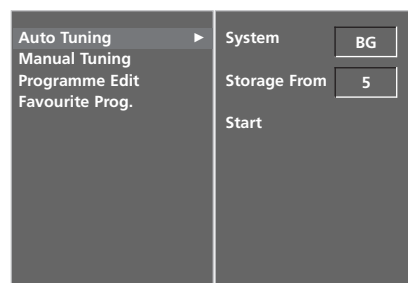 Auto Tuning ►
Manual Tuning
Programme Edit
Favourite Prog.
System BG
Storage From 5
Start